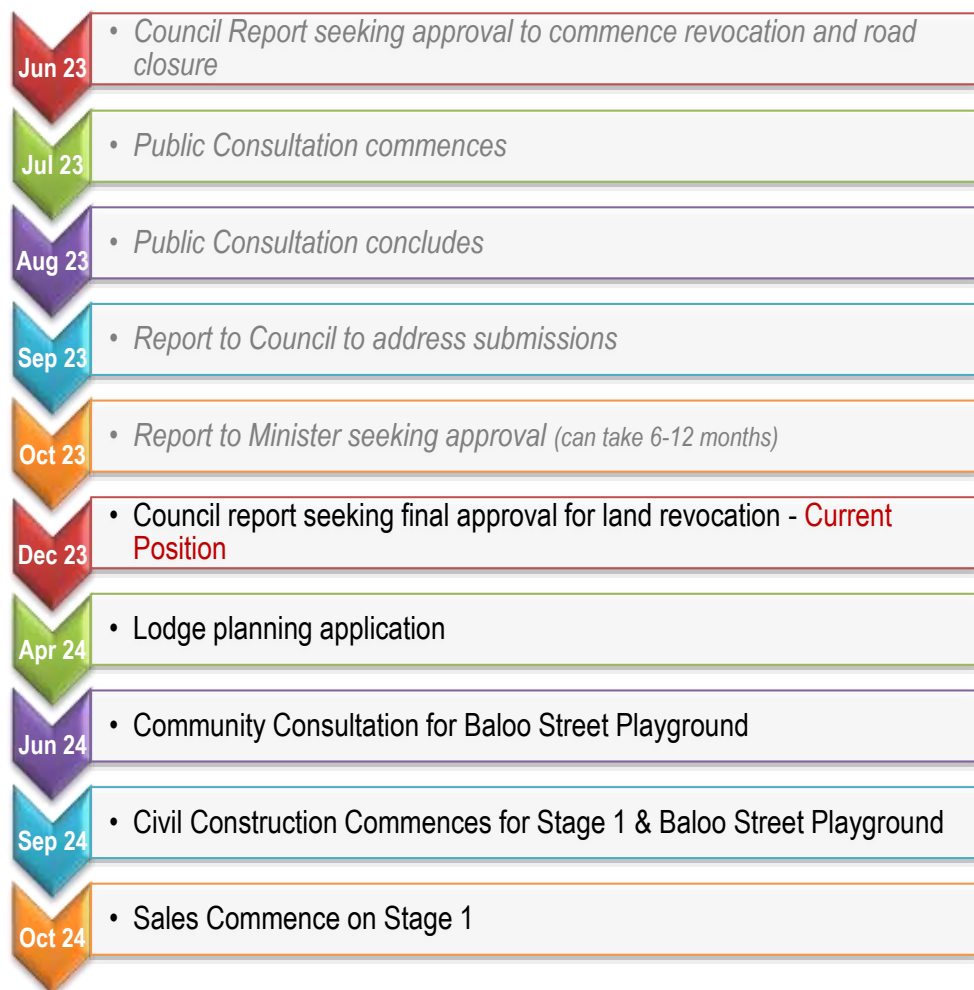 Jun 23
• Council Report seeking approval to commence revocation and road
closure
Jul 23
• Public Consultation commences
Aug 23
• Public Consultation concludes
Sep 23
• Report to Council to address submissions
Oct 23
• Report to Minister seeking approval (can take 6-12 months)
Dec 23
• Council report seeking final approval for land revocation - Current
Position
Apr 24
• Lodge planning application
Jun 24
• Community Consultation for Baloo Street Playground
Sep 24
• Civil Construction Commences for Stage 1 & Baloo Street Playground
Oct 24
• Sales Commence on Stage 1